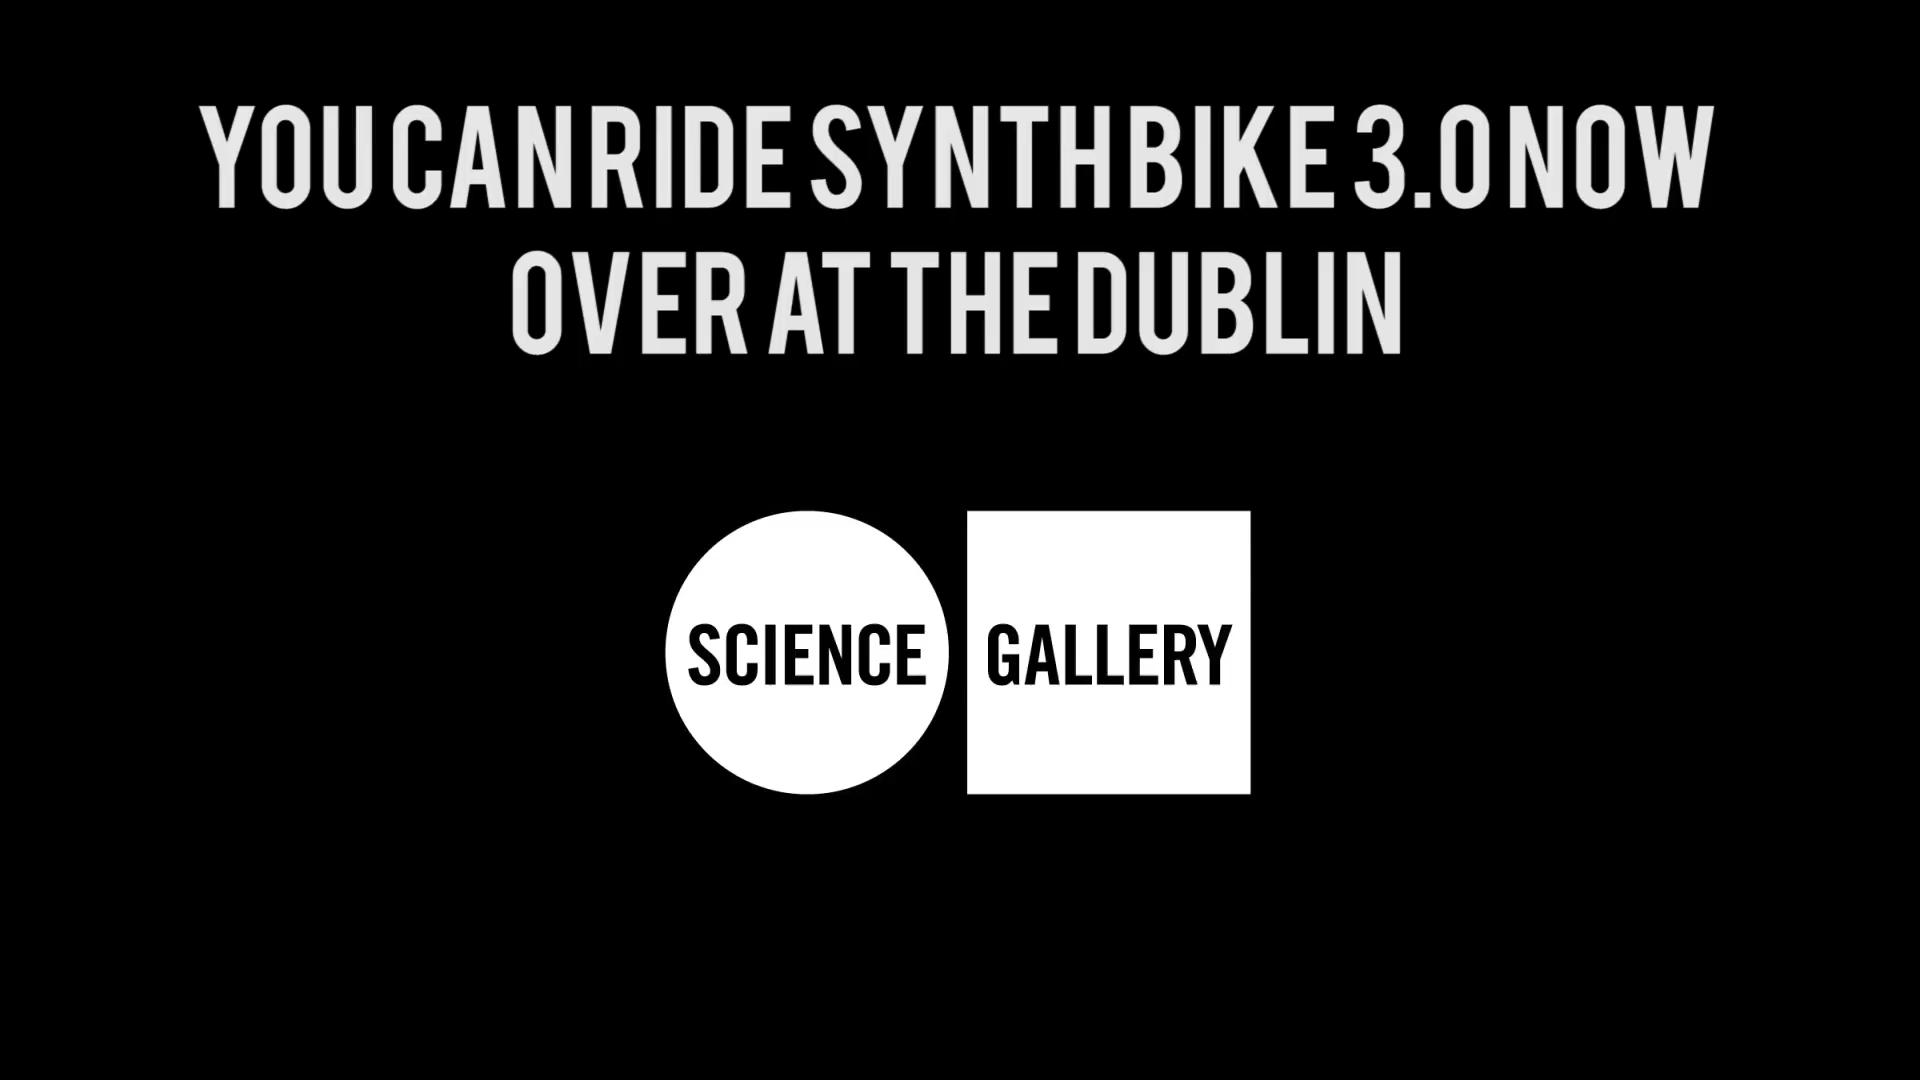 YOU CAN RIDE SYNTH BIKE 3.0 NOW
OVER AT THE DUBLIN
SCIENCE GALLERY